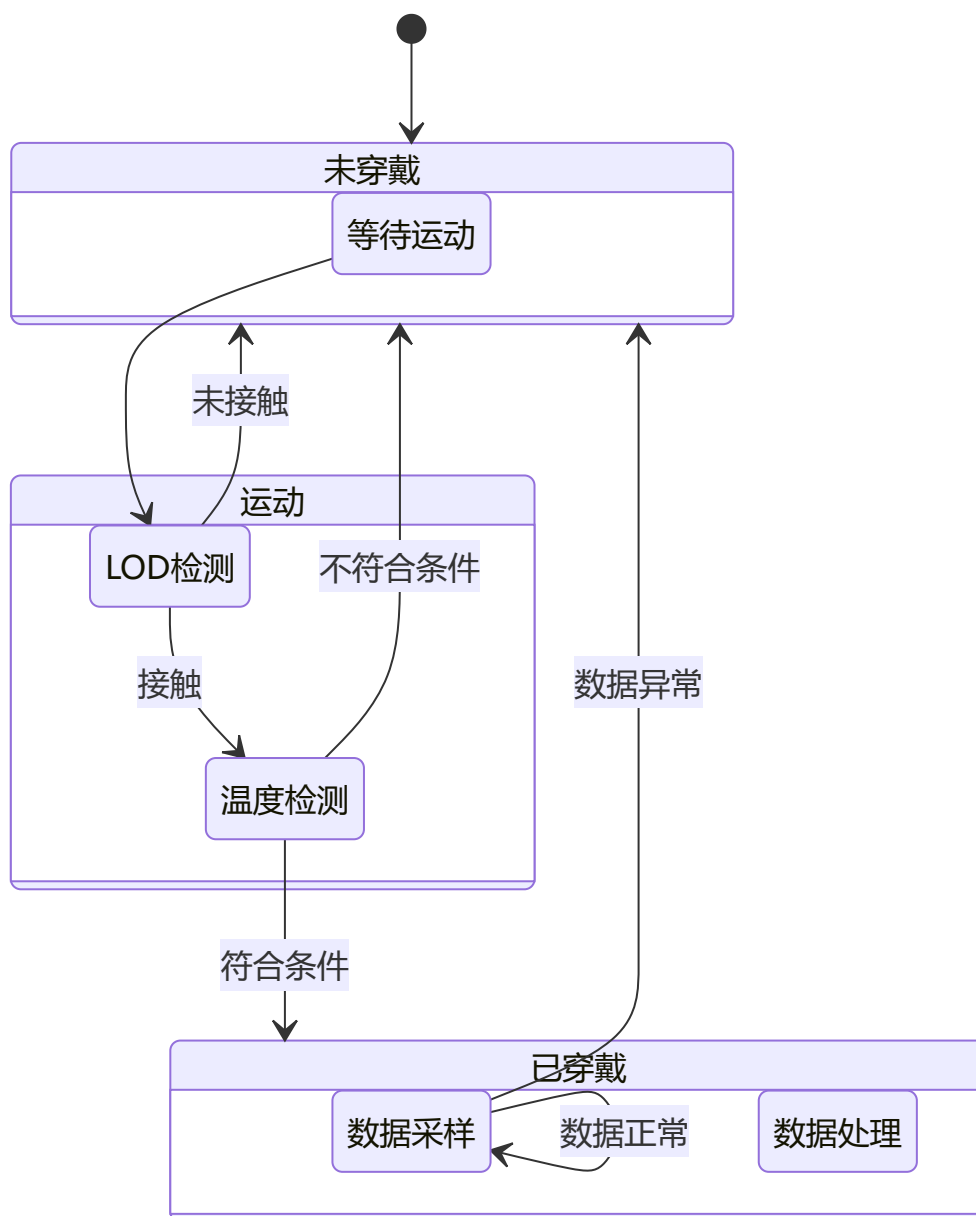 未穿戴
等待运动
未接触
运动
LOD检测
不符合条件
接触
数据异常
温度检测
符合条件
已穿戴
数据采样
数据正常
数据处理